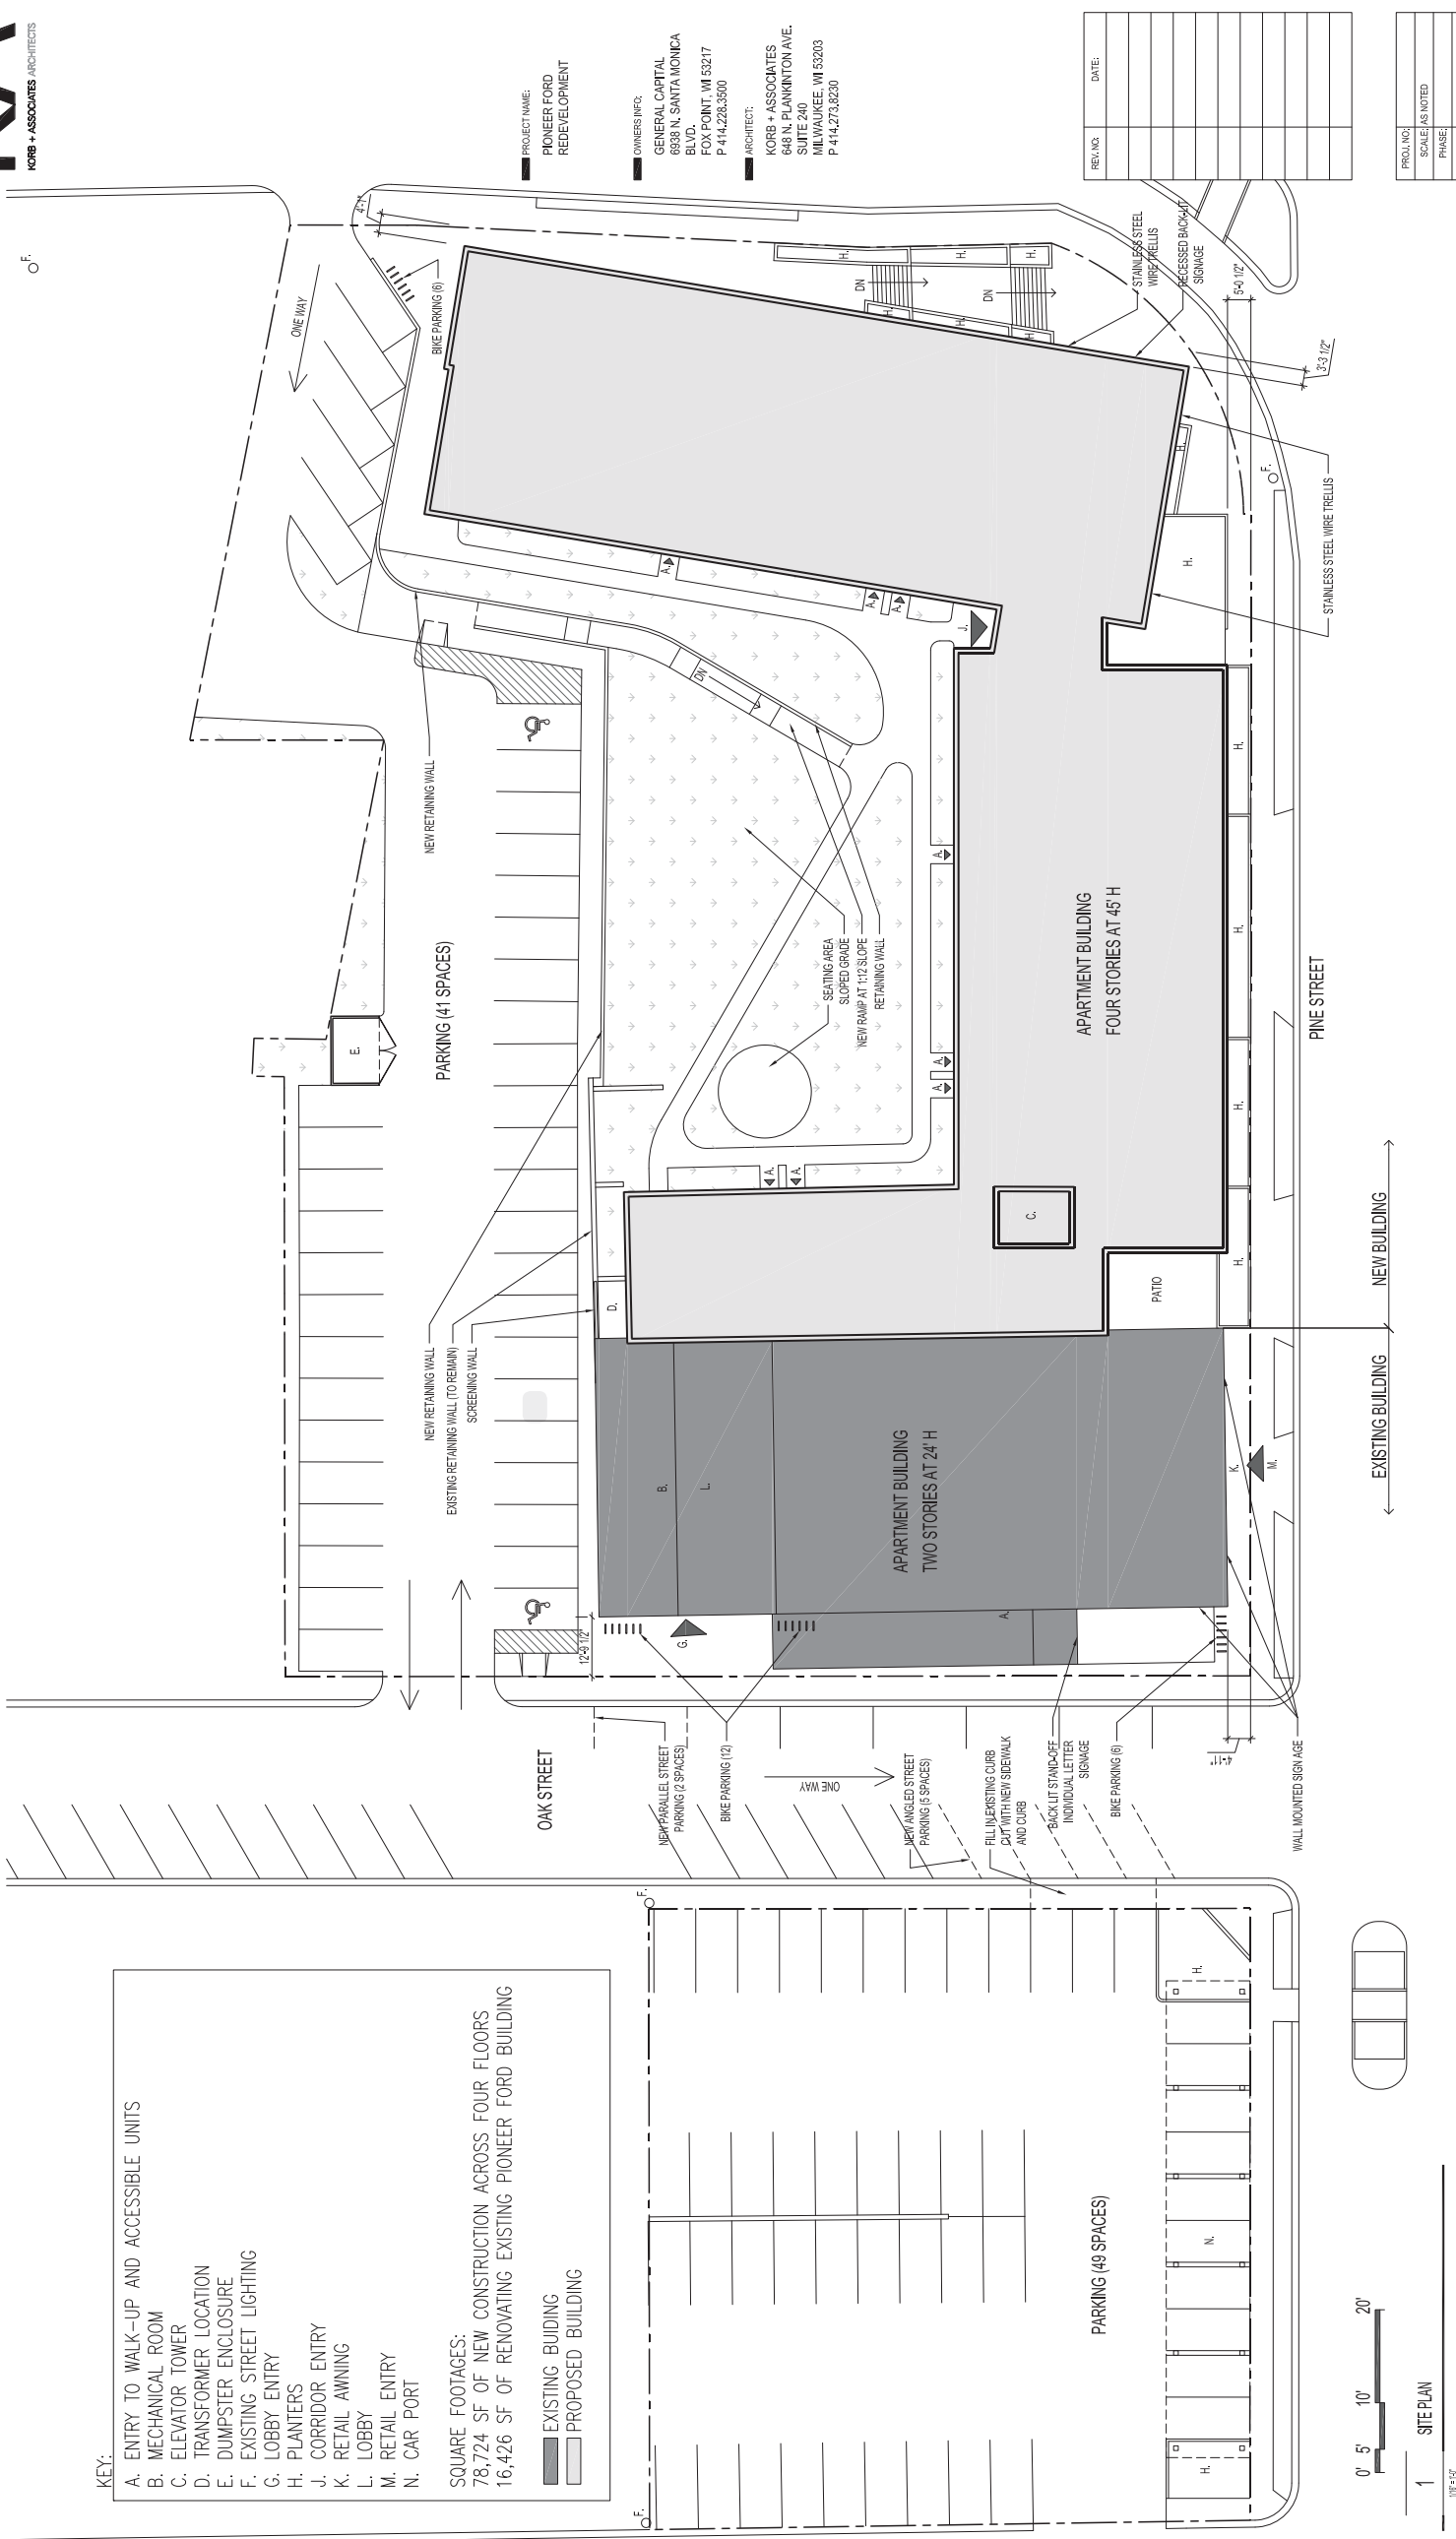 KORB + ASSOCIATES ARCHITECTS
PROJECT NAME:
PIONEER FORD
REDEVELOPMENT
OWNERS INFO:
GENERAL CAPITAL
6938 N. SANTA MONICA
BLVD.
FOX POINT, WI 53217
P 414.228.3500
ARCHITECT:
KORB + ASSOCIATES
648 N. PLANKINTON AVE.
SUITE 240
MILWAUKEE, WI 53203
P 414.273.8230
REV. NO:
DATE:
PROJ. NO:
SCALE: AS NOTED
PHASE:
KEY:
A. ENTRY TO WALK-UP AND ACCESSIBLE UNITS
B. MECHANICAL ROOM
C. ELEVATOR TOWER
D. TRANSFORMER LOCATION
E. DUMPSTER ENCLOSURE
F. EXISTING STREET LIGHTING
G. LOBBY ENTRY
H. PLANTERS
J. CORRIDOR ENTRY
K. RETAIL AWNING
L. LOBBY
M. RETAIL ENTRY
N. CAR PORT
SQUARE FOOTAGES:
78,724 SF OF NEW CONSTRUCTION ACROSS FOUR FLOORS
16,426 SF OF RENOVATING EXISTING PIONEER FORD BUILDING
EXISTING BUIDING
PROPOSED BUILDING
F.
F.
F.
F.
ONE WAY
4'-1"
BIKE PARKING (6)
NEW RETAINING WALL
PARKING (41 SPACES)
E.
NEW RETAINING WALL
EXISTING RETAINING WALL (TO REMAIN)
SCREENING WALL
D.
A.
A.
A.
J.
DN
DN
DN
H.
H.
H.
H.
H.
H.
STAINLESS STEEL
WIRE TRELLIS
RECESSED BACK-LIT
SIGNAGE
5'-0 1/2"
3'-3 1/2"
H.
H.
STAINLESS STEEL WIRE TRELLIS
SEATING AREA
SLOPED GRADE
NEW RAMP AT 1:12 SLOPE
RETAINING WALL
A.
A.
A.
A.
A.
C.
APARTMENT BUILDING
FOUR STORIES AT 45' H
H.
H.
H.
H.
PATIO
PINE STREET
NEW BUILDING
EXISTING BUILDING
B.
L.
APARTMENT BUILDING
TWO STORIES AT 24' H
A.
K.
M.
G.
12'-9 1/2"
4'-11"
OAK STREET
NEW PARALLEL STREET
PARKING (2 SPACES)
BIKE PARKING (12)
ONE WAY
NEW ANGLED STREET
PARKING (5 SPACES)
FILL IN EXISTING CURB
CUT WITH NEW SIDEWALK
AND CURB
BACK LIT STAND-OFF
INDIVIDUAL LETTER
SIGNAGE
BIKE PARKING (6)
WALL MOUNTED SIGNAGE
H.
N.
H.
PARKING (49 SPACES)
0' 5' 10' 20'
1
SITE PLAN
1/16" = 1'-0"